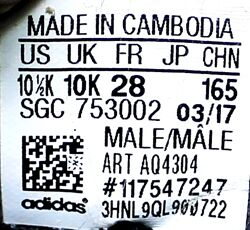 MADE IN CAMBODIA
US UK FR JP CHN
10½K 10K 28 165
SGC 753002 03/17
MALE/MÂLE
ART AQ4304
#117547247
adidas 3HNL9QL900722